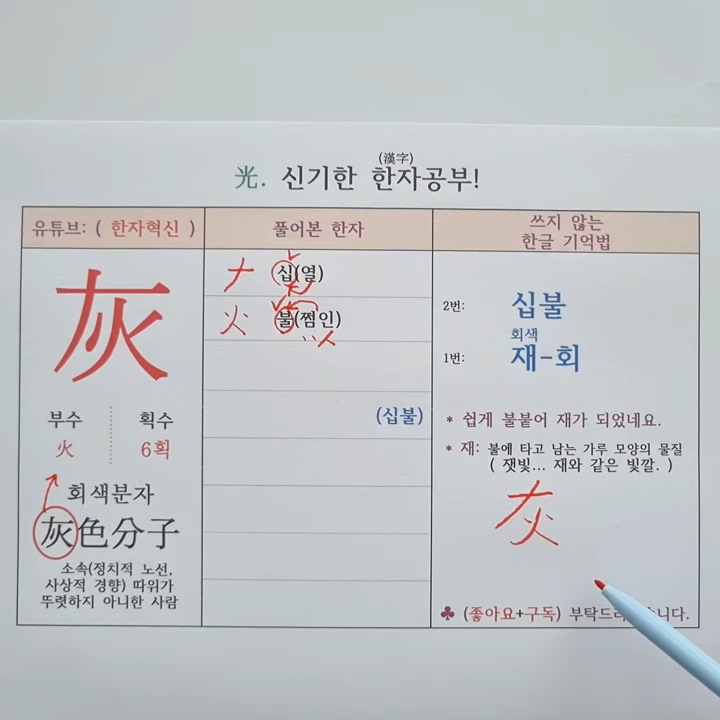 (漢字)
光. 신기한 한자공부!
유튜브: ( 한자혁신 )
풀어본 한자
쓰지 않는
한글 기억법
灰
부수
획수
火
6획
회색분자
灰色分子
소속(정치적 노선,
사상적 경향) 따위가
뚜렷하지 아니한 사람
ナ 십(열)
火 불(쩜인)
(십불)
2번: 십불
회색
1번: 재-회
* 쉽게 불붙어 재가 되었네요.
* 재: 불에 타고 남는 가루 모양의 물질
( 잿빛... 재와 같은 빛깔. )
灰
♣ (좋아요+구독) 부탁드리 니다.